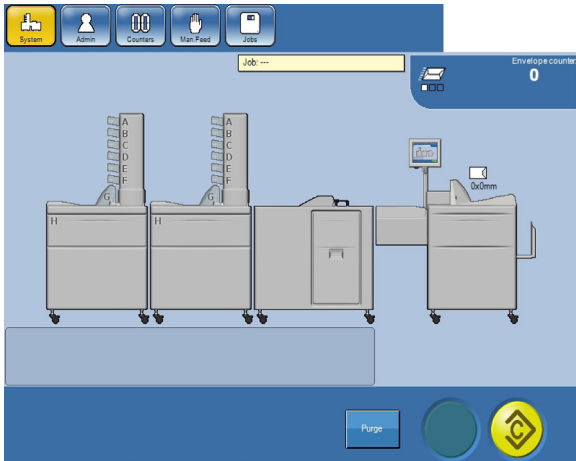 System
Admin
Counters
Man.Feed
Jobs
Job: ---
Envelope counter:
0
A
B
C
D
E
F
G
H
A
B
C
D
E
F
G
H
0x0mm
Purge
C